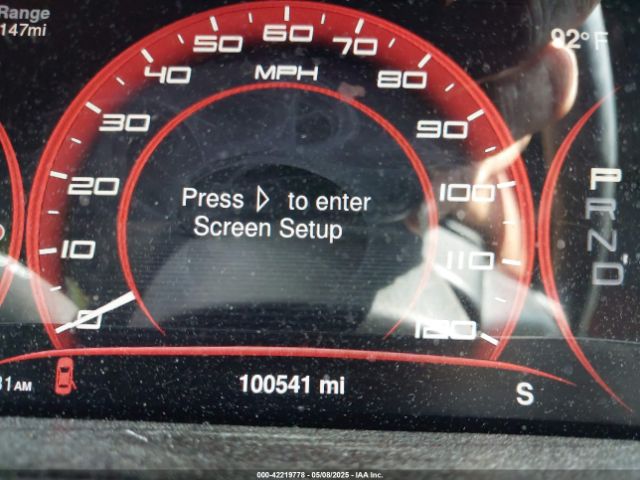 Range
147mi
92°F
0
10
20
30
40
50
60
70
80
90
100
110
120
MPH
Press ▷ to enter
Screen Setup
P
R
N
D
AM
100541 mi
S
000-42219778 - 05/08/2025 - IAA Inc.